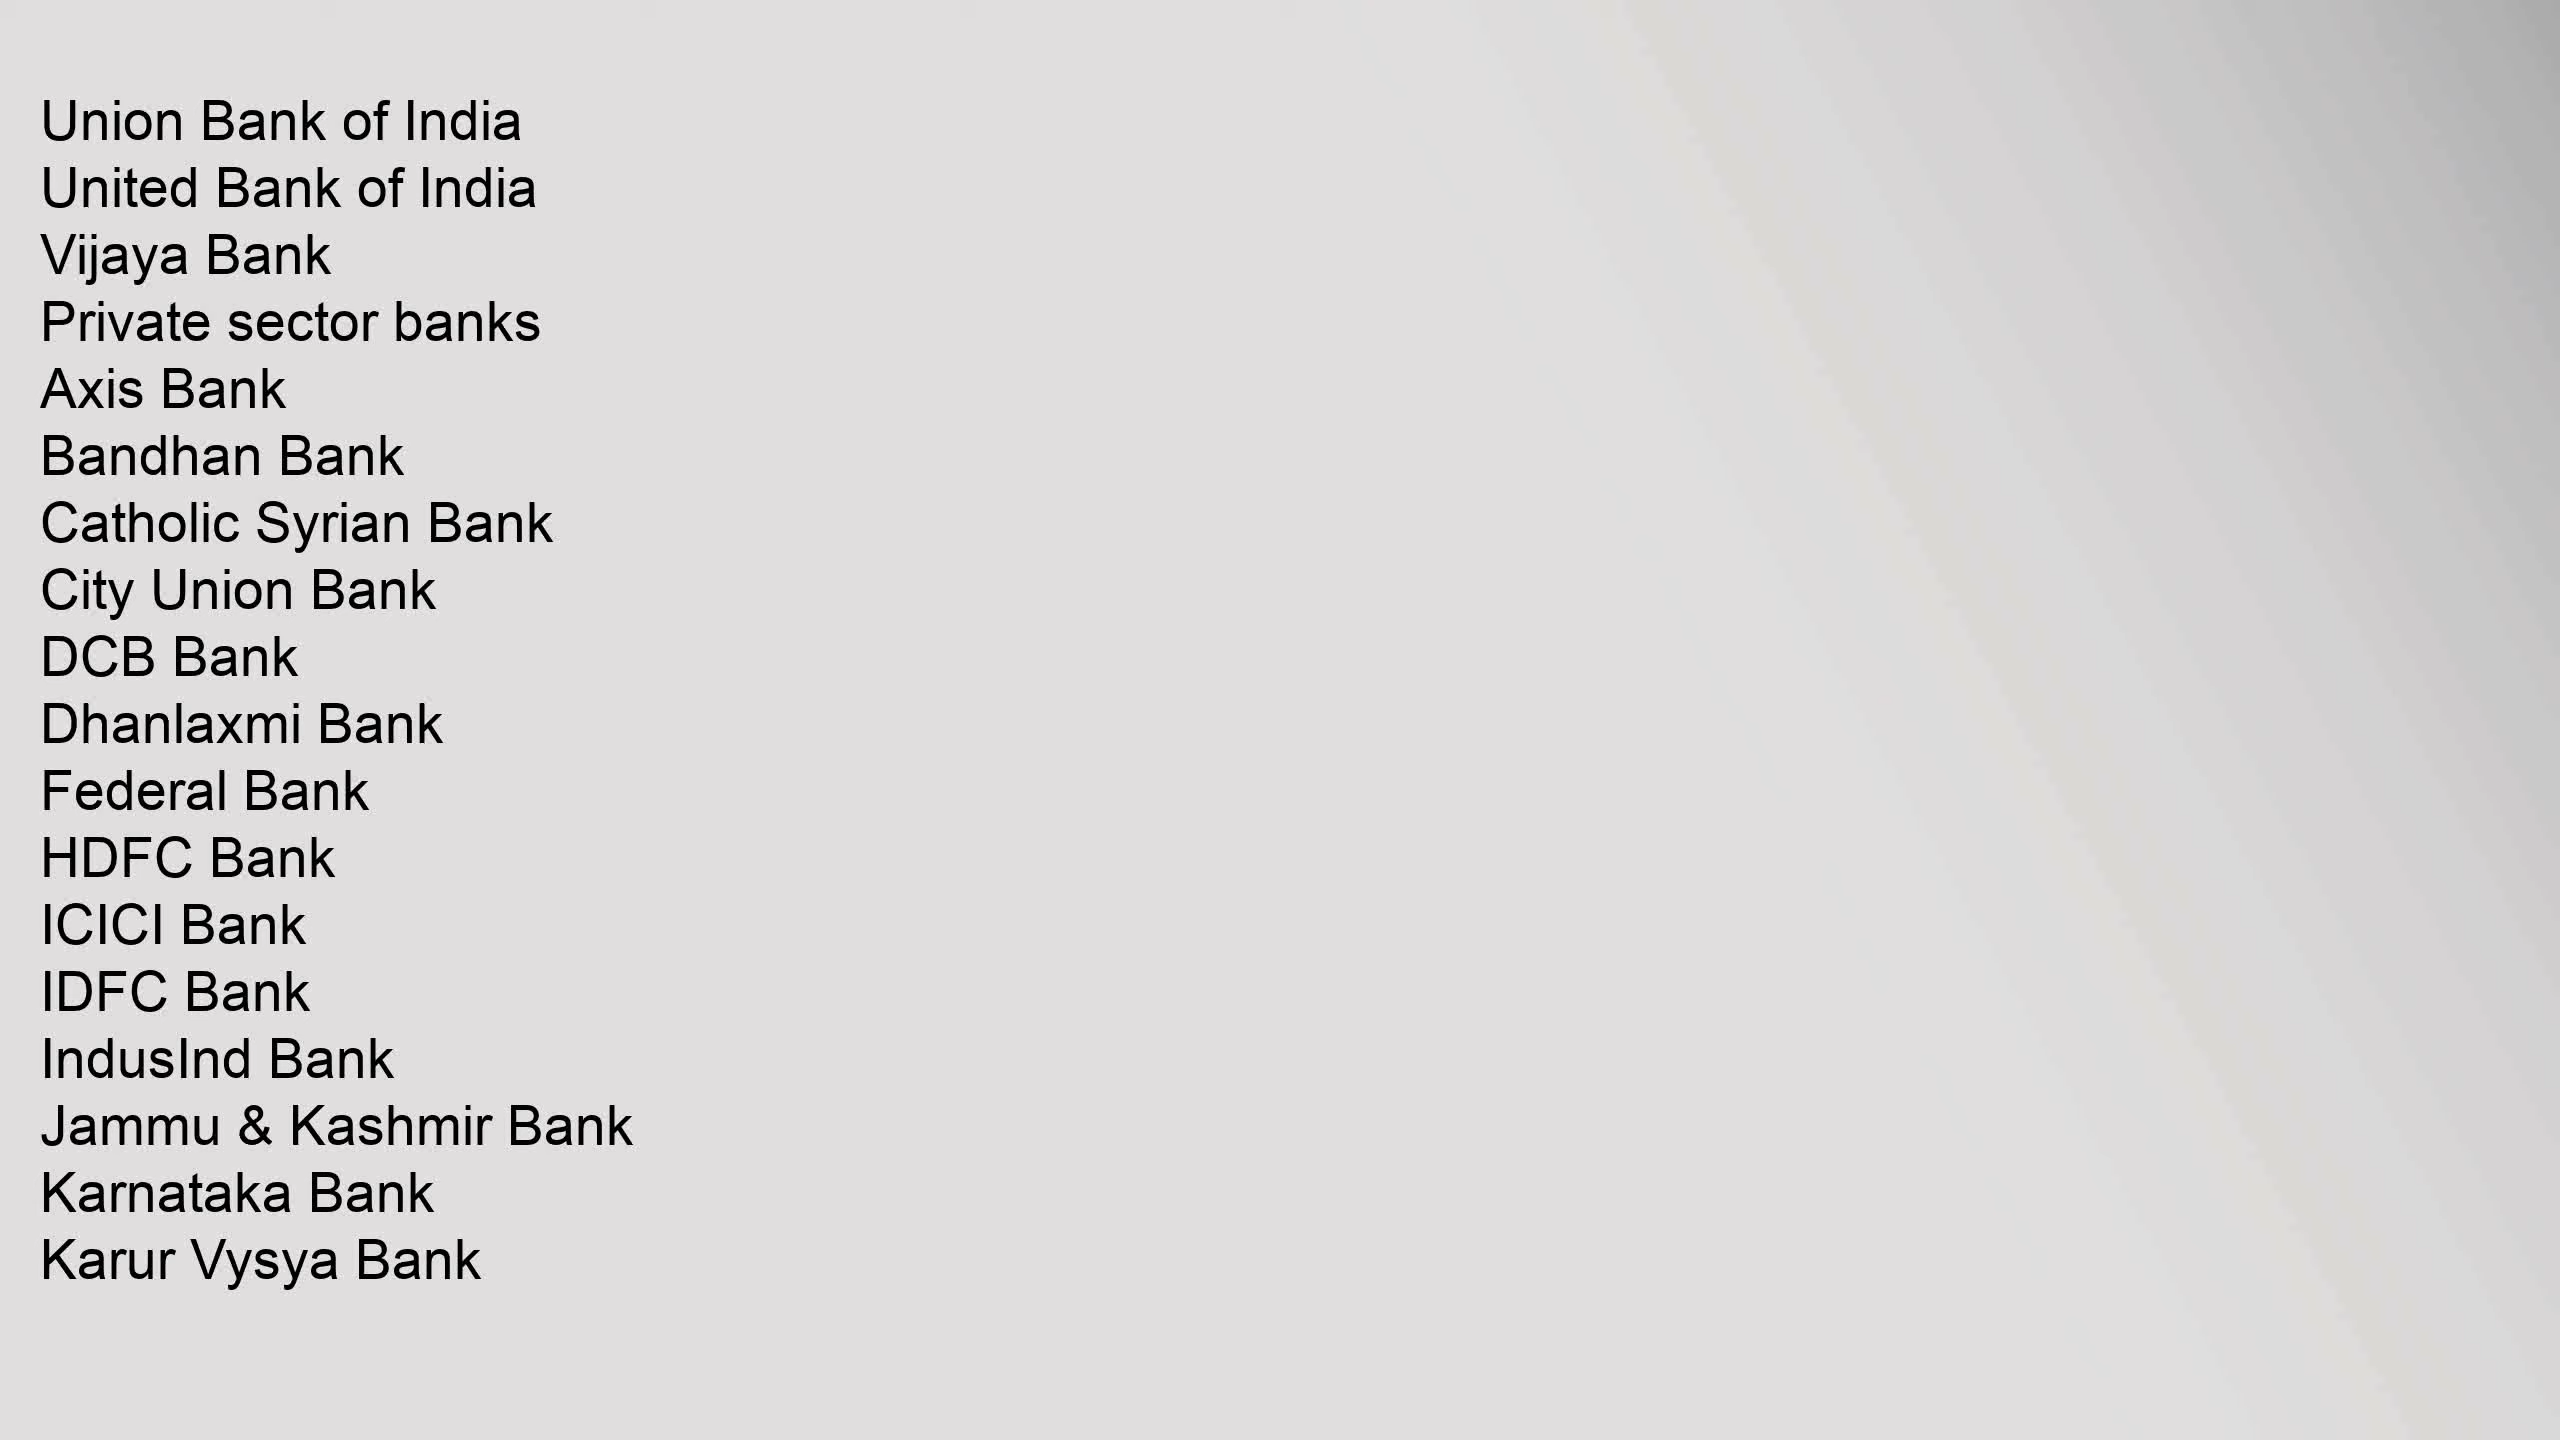 Union Bank of India
United Bank of India
Vijaya Bank
Private sector banks
Axis Bank
Bandhan Bank
Catholic Syrian Bank
City Union Bank
DCB Bank
Dhanlaxmi Bank
Federal Bank
HDFC Bank
ICICI Bank
IDFC Bank
IndusInd Bank
Jammu & Kashmir Bank
Karnataka Bank
Karur Vysya Bank